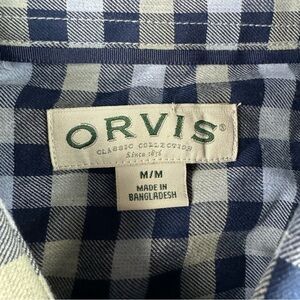 ORVIS®
CLASSIC COLLECTION
Since 1856
M/M
MADE IN
BANGLADESH